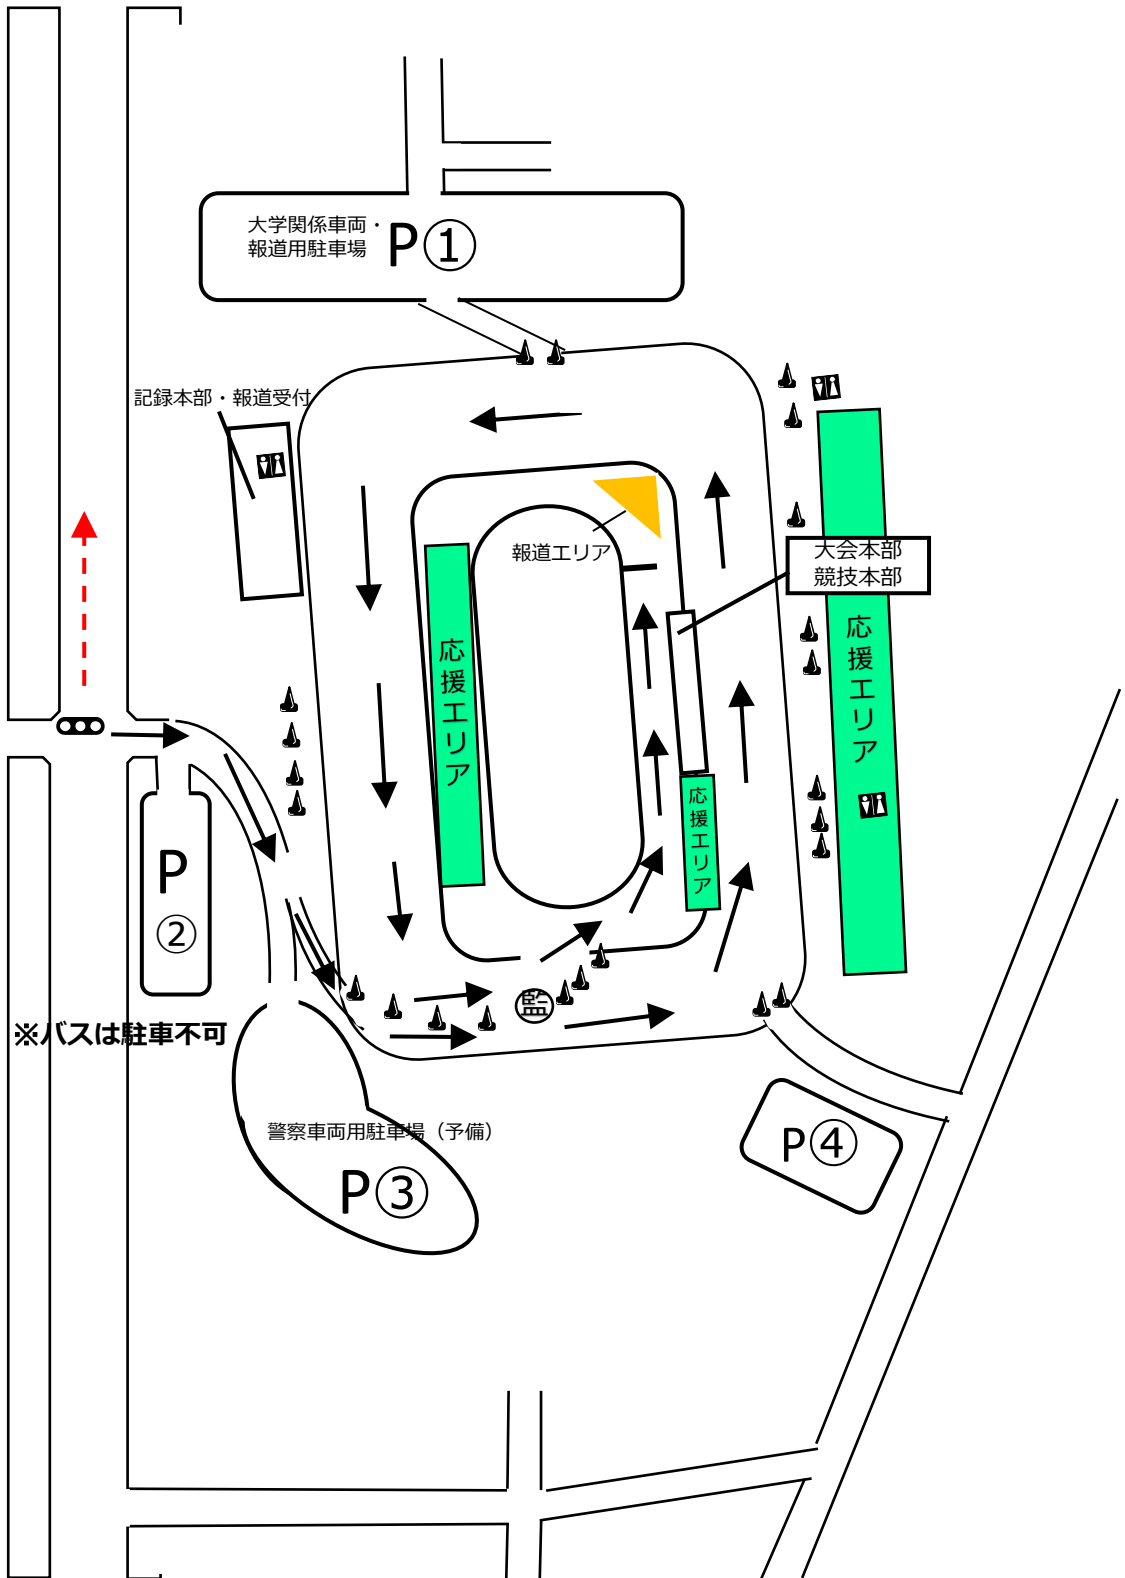 大学関係車両・
報道用駐車場
P①
記録本部・報道受付
報道エリア
大会本部
競技本部
応援エリア
応援エリア
応援エリア
P
②
※バスは駐車不可
監
警察車両用駐車場（予備）
P③
P④